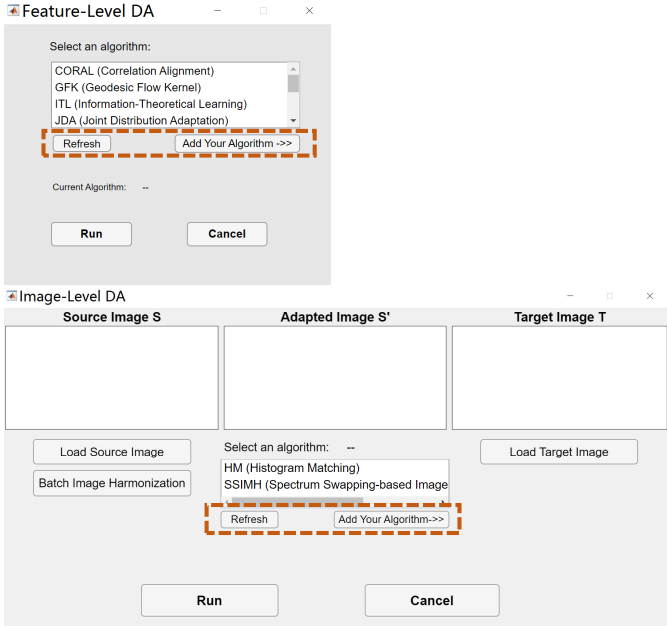 Feature-Level DA
Select an algorithm:
CORAL (Correlation Alignment)
GFK (Geodesic Flow Kernel)
ITL (Information-Theoretical Learning)
JDA (Joint Distribution Adaptation)
Refresh
Add Your Algorithm ->>
Current Algorithm: --
Run
Cancel
Image-Level DA
Source Image S
Adapted Image S'
Target Image T
Load Source Image
Batch Image Harmonization
Select an algorithm: --
HM (Histogram Matching)
SSIMH (Spectrum Swapping-based Image
Refresh
Add Your Algorithm->>
Load Target Image
Run
Cancel